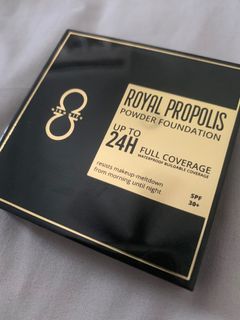 ROYAL PROPOLIS
POWDER FOUNDATION
UP TO
24H FULL COVERAGE
WATERPROOF BUILDABLE COVERAGE
resists makeup meltdown
from morning until night
SPF
30+